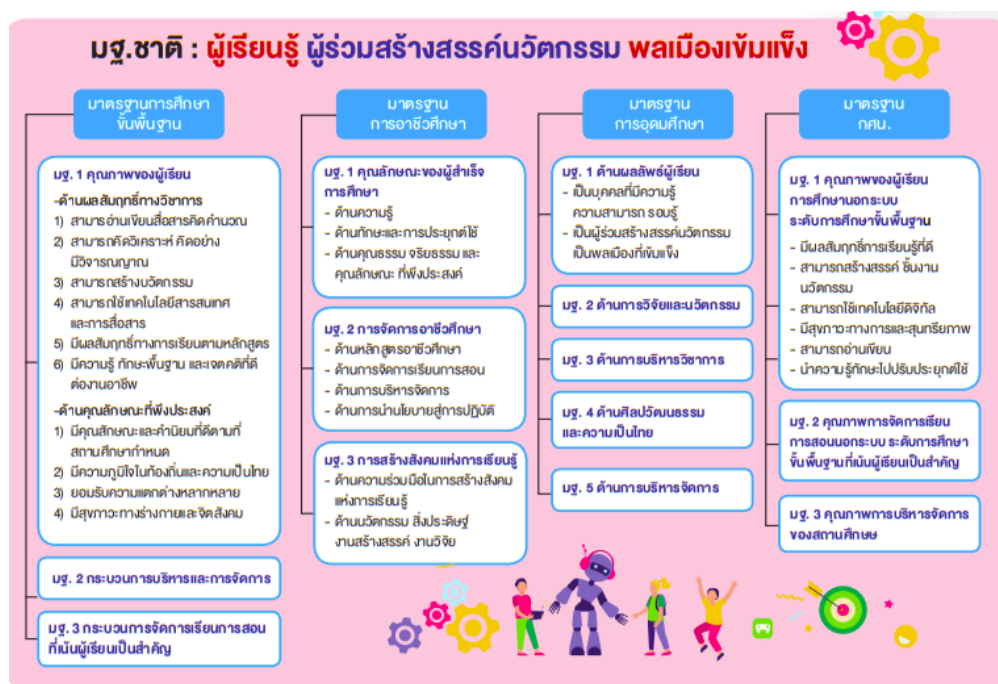 มฐ.ชาติ : ผู้เรียนรู้ ผู้ร่วมสร้างสรรค์นวัตกรรม พลเมืองเข้มแข็ง
มาตรฐานการศึกษา
ขั้นพื้นฐาน
มฐ. 1 คุณภาพของผู้เรียน
-ด้านผลสัมฤทธิ์ทางวิชาการ
1) สามารอ่านเขียนสื่อสารคิดคำนวณ
2) สามารถคิดวิเคราะห์ คิดอย่าง
มีวิจารณญาณ
3) สามารถสร้างนวัตกรรม
4) สามารถใช้เทคโนโลยีสารสนเทศ
และการสื่อสาร
5) มีผลสัมฤทธิ์ทางการเรียนตามหลักสูตร
6) มีความรู้ ทักษะพื้นฐาน และเจตคติที่ดี
ต่องานอาชีพ
-ด้านคุณลักษณะที่พึงประสงค์
1) มีคุณลักษณะและค่านิยมที่ดีตามที่
สถานศึกษากำหนด
2) มีความภูมิใจในท้องถิ่นและความเป็นไทย
3) ยอมรับความแตกต่างหลากหลาย
4) มีสุขภาวะทางร่างกายและจิตสังคม
มฐ. 2 กระบวนการบริหารและการจัดการ
มฐ. 3 กระบวนการจัดการเรียนการสอน
ที่เน้นผู้เรียนเป็นสำคัญ
มาตรฐาน
การอาชีวศึกษา
มฐ. 1 คุณลักษณะของผู้สำเร็จ
การศึกษา
- ด้านความรู้
- ด้านทักษะและการประยุกต์ใช้
- ด้านคุณธรรม จริยธรรม และ
คุณลักษณะ ที่พึงประสงค์
มฐ. 2 การจัดการอาชีวศึกษา
- ด้านหลักสูตรอาชีวศึกษา
- ด้านการจัดการเรียนการสอน
- ด้านการบริหารจัดการ
- ด้านการนำนโยบายสู่การปฏิบัติ
มฐ. 3 การสร้างสังคมแห่งการเรียนรู้
- ด้านความร่วมมือในการสร้างสังคม
แห่งการเรียนรู้
- ด้านนวัตกรรม สิ่งประดิษฐ์
งานสร้างสรรค์ งานวิจัย
มาตรฐาน
การอุดมศึกษา
มฐ. 1 ด้านผลลัพธ์ผู้เรียน
- เป็นบุคคลที่มีความรู้
ความสามารถ รอบรู้
- เป็นผู้ร่วมสร้างสรรค์นวัตกรรม
เป็นพลเมืองที่เข้มแข็ง
มฐ. 2 ด้านการวิจัยและนวัตกรรม
มฐ. 3 ด้านการบริหารวิชาการ
มฐ. 4 ด้านศิลปวัฒนธรรม
และความเป็นไทย
มฐ. 5 ด้านการบริหารจัดการ
มาตรฐาน
กศน.
มฐ. 1 คุณภาพของผู้เรียน
การศึกษานอกระบบ
ระดับการศึกษาขั้นพื้นฐาน
- มีผลสัมฤทธิ์การเรียนรู้ที่ดี
- สามารถสร้างสรรค์ ชิ้นงาน
นวัตกรรม
- สามารถใช้เทคโนโลยีดิจิทัล
- มีสุขภาวะทางการและสุนทรียภาพ
- สามารถอ่านเขียน
- นำความรู้ทักษะไปปรับประยุกต์ใช้
มฐ. 2 คุณภาพการจัดการเรียน
การสอนนอกระบบ ระดับการศึกษา
ขั้นพื้นฐานที่เน้นผู้เรียนเป็นสำคัญ
มฐ. 3 คุณภาพการบริหารจัดการ
ของสถานศึกษษ